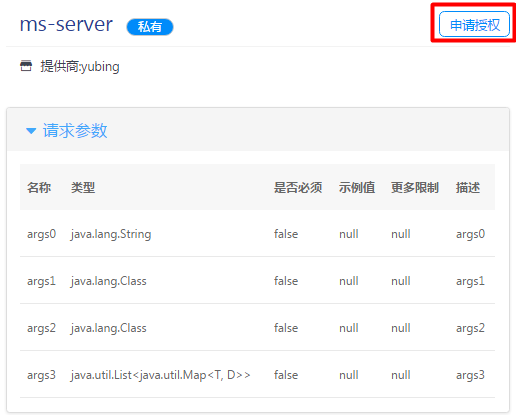 ms-server 私有 申请授权
提供商:yubing
请求参数
名称 类型 是否必须 示例值 更多限制 描述
args0 java.lang.String false null null args0
args1 java.lang.Class false null null args1
args2 java.lang.Class false null null args2
args3 java.util.List<java.util.Map<T, D>> false null null args3